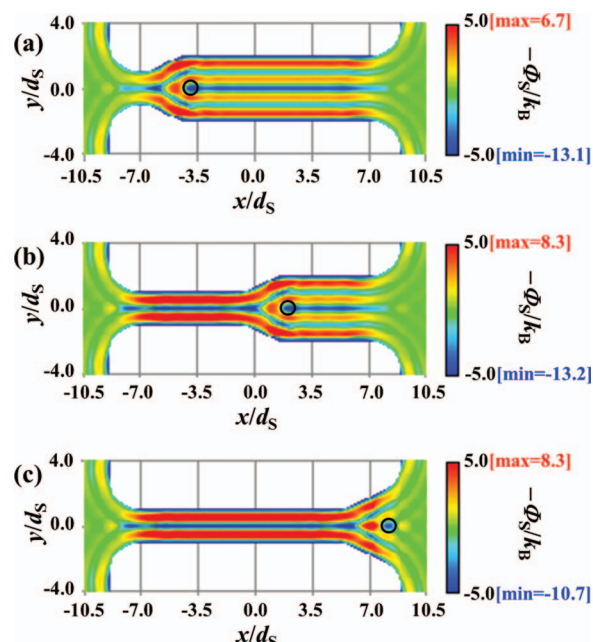 (a)
4.0
0.0
-4.0
y/dS
-10.5 -7.0 -3.5 0.0 3.5 7.0 10.5
x/dS
5.0[max=6.7]
-5.0[min=-13.1]
−ΦS/kB
(b)
4.0
0.0
-4.0
y/dS
-10.5 -7.0 -3.5 0.0 3.5 7.0 10.5
x/dS
5.0[max=8.3]
-5.0[min=-13.2]
−ΦS/kB
(c)
4.0
0.0
-4.0
y/dS
-10.5 -7.0 -3.5 0.0 3.5 7.0 10.5
x/dS
5.0[max=8.3]
-5.0[min=-10.7]
−ΦS/kB